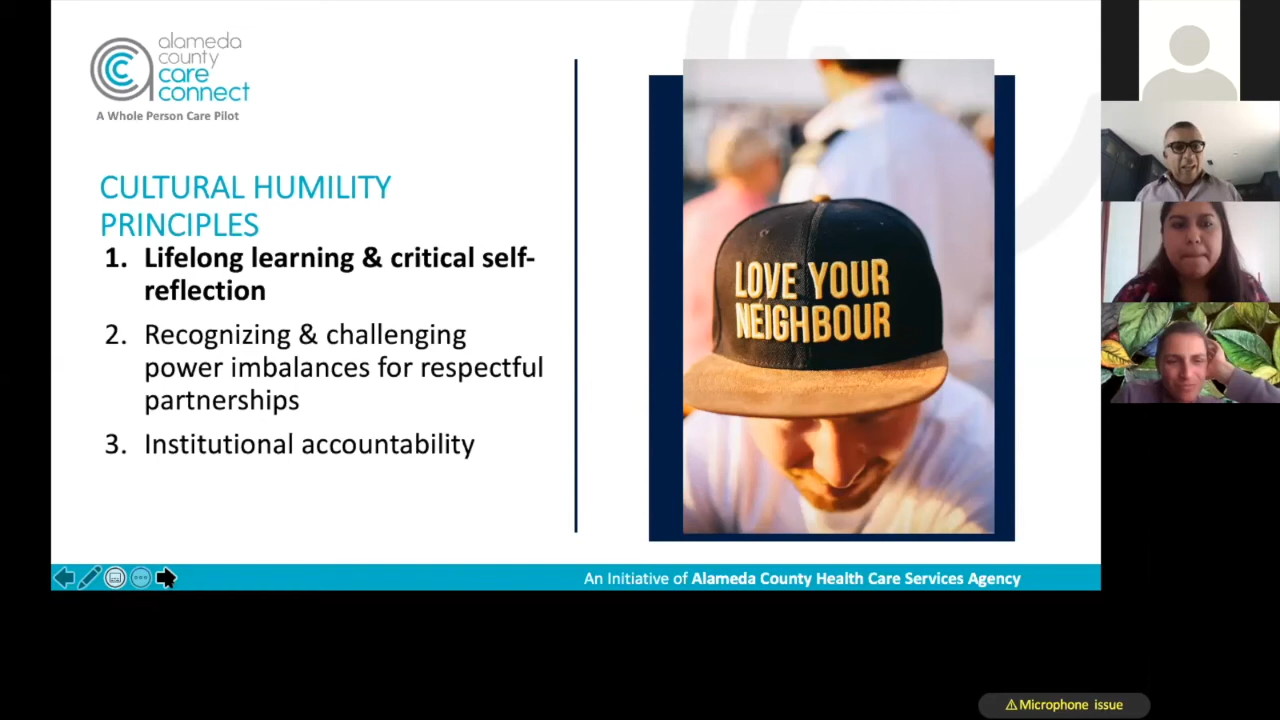 alameda
county
care
connect
A Whole Person Care Pilot
CULTURAL HUMILITY
PRINCIPLES
1. Lifelong learning & critical self-
reflection
2. Recognizing & challenging
power imbalances for respectful
partnerships
3. Institutional accountability
LOVE YOUR
NEIGHBOUR
An Initiative of Alameda County Health Care Services Agency
⚠Microphone issue